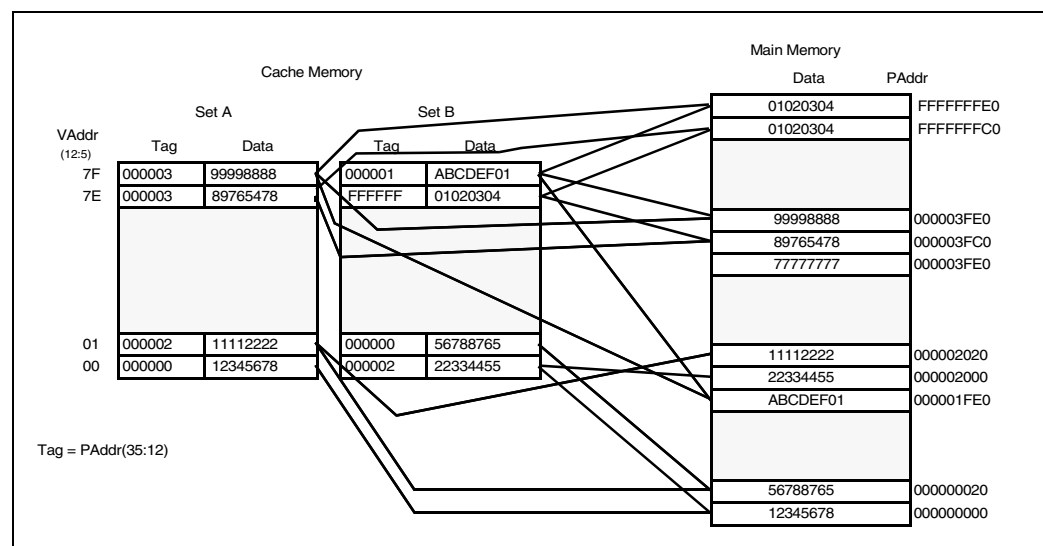 Main Memory
Cache Memory
Data PAddr
Set A Set B
01020304 FFFFFFFE0
01020304 FFFFFFFC0
VAddr
(12:5)
Tag Data Tag Data
7F 000003 99998888 000001 ABCDEF01
7E 000003 89765478 FFFFFF 01020304
99998888 000003FE0
89765478 000003FC0
77777777 000003FE0
01 000002 11112222 000000 56788765
00 000000 12345678 000002 22334455
11112222 000002020
22334455 000002000
ABCDEF01 000001FE0
Tag = PAddr(35:12)
56788765 000000020
12345678 000000000